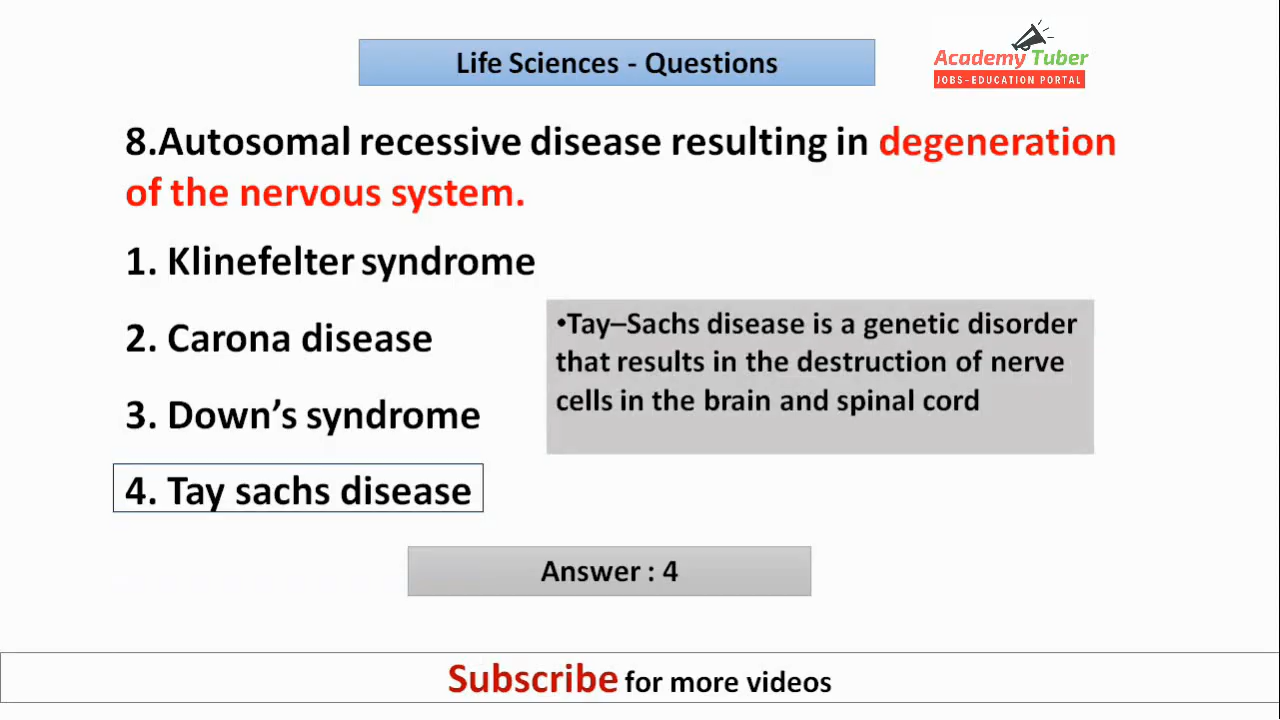 Life Sciences - Questions
Academy Tuber
JOBS-EDUCATION PORTAL
8.Autosomal recessive disease resulting in degeneration
of the nervous system.
1. Klinefelter syndrome
2. Carona disease
3. Down’s syndrome
4. Tay sachs disease
•Tay–Sachs disease is a genetic disorder
that results in the destruction of nerve
cells in the brain and spinal cord
Answer : 4
Subscribe for more videos